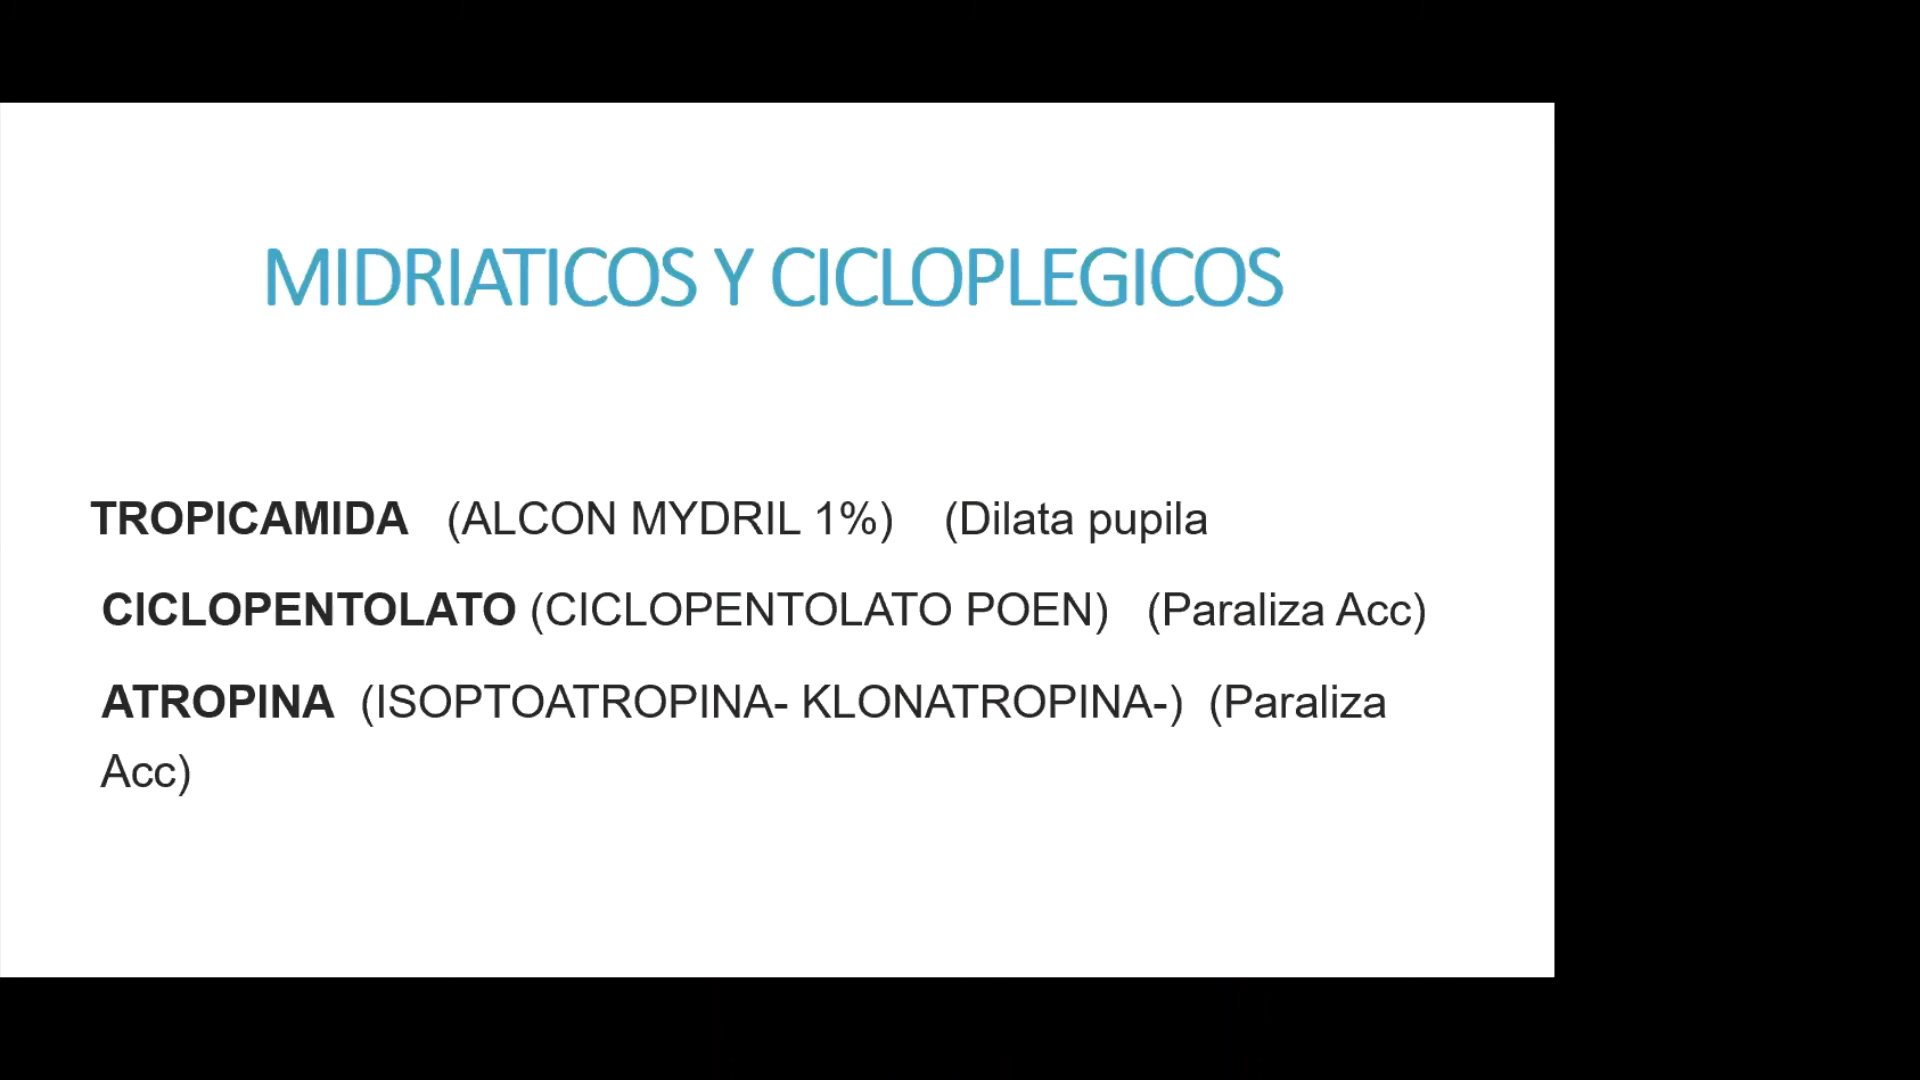 MIDRIATICOS Y CICLOPLEGICOS
TROPICAMIDA (ALCON MYDRIL 1%) (Dilata pupila
CICLOPENTOLATO (CICLOPENTOLATO POEN) (Paraliza Acc)
ATROPINA (ISOPTOATROPINA- KLONATROPINA-) (Paraliza
Acc)